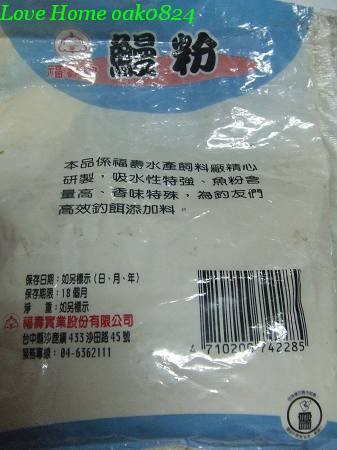 Love Home oak0824
福壽
鰻粉
本品係福壽水產飼料廠精心
研製，吸水性特強、魚粉含
量高、香味特殊，為釣友們
高效釣餌添加料。
保存日期：如另標示（日、月、年）
保存期限：18個月
淨　重：如另標示
福壽實業股份有限公司
台中縣沙鹿鎮433沙田路45號
服務專線：04-6362111
4 710206 742285